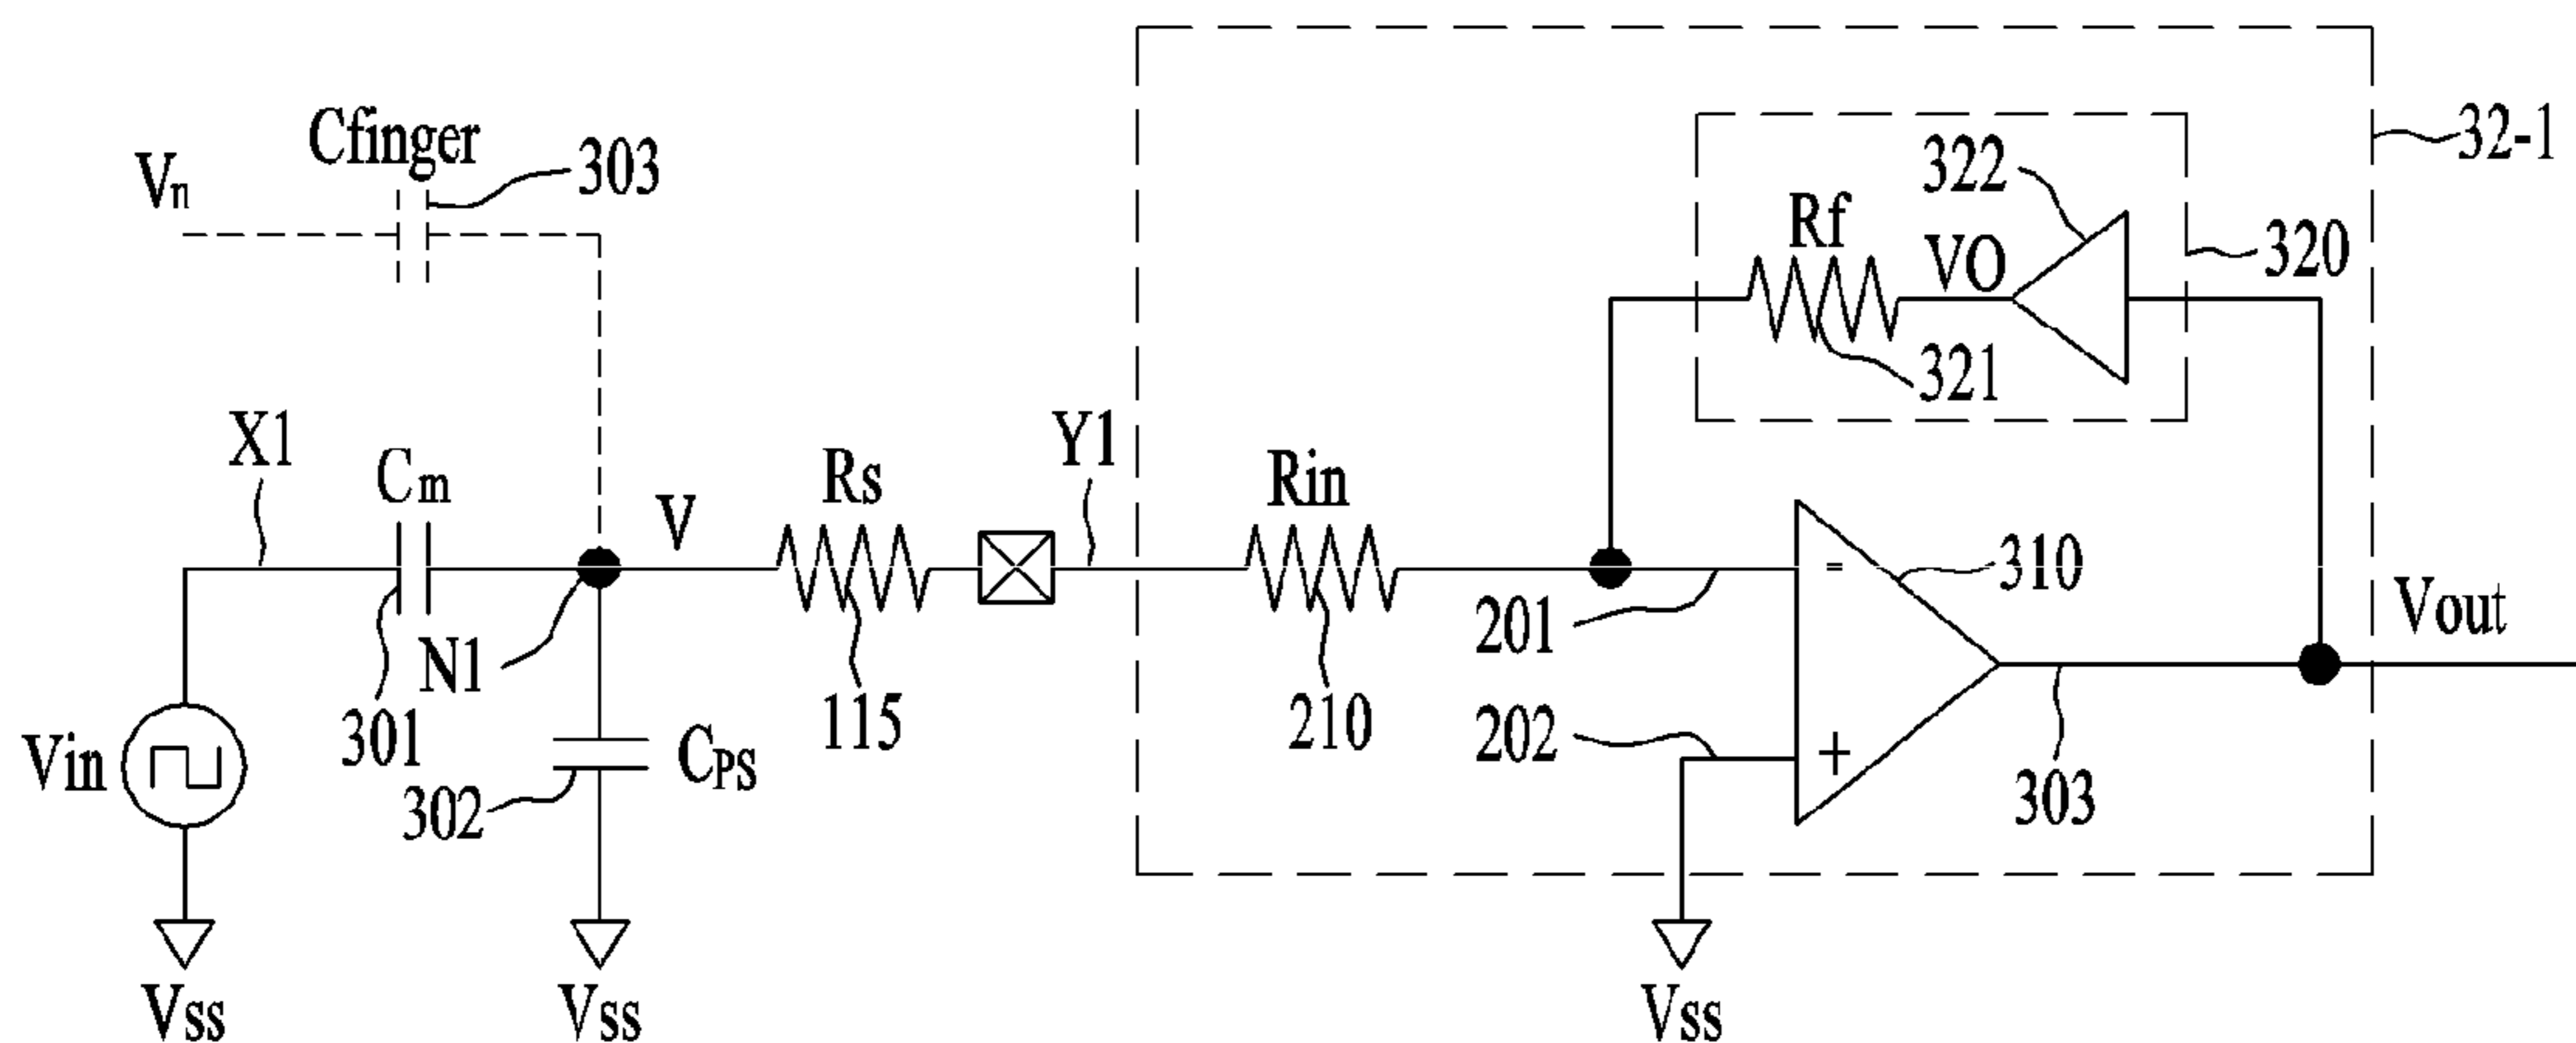 32-1
Cfinger
303
Vn
322
Rf
VO
320
321
X1
Cm
V
Rs
Y1
Rin
-
310
201
Vout
N1
301
115
210
202
+
Vin
CPS
302
303
Vss
Vss
Vss